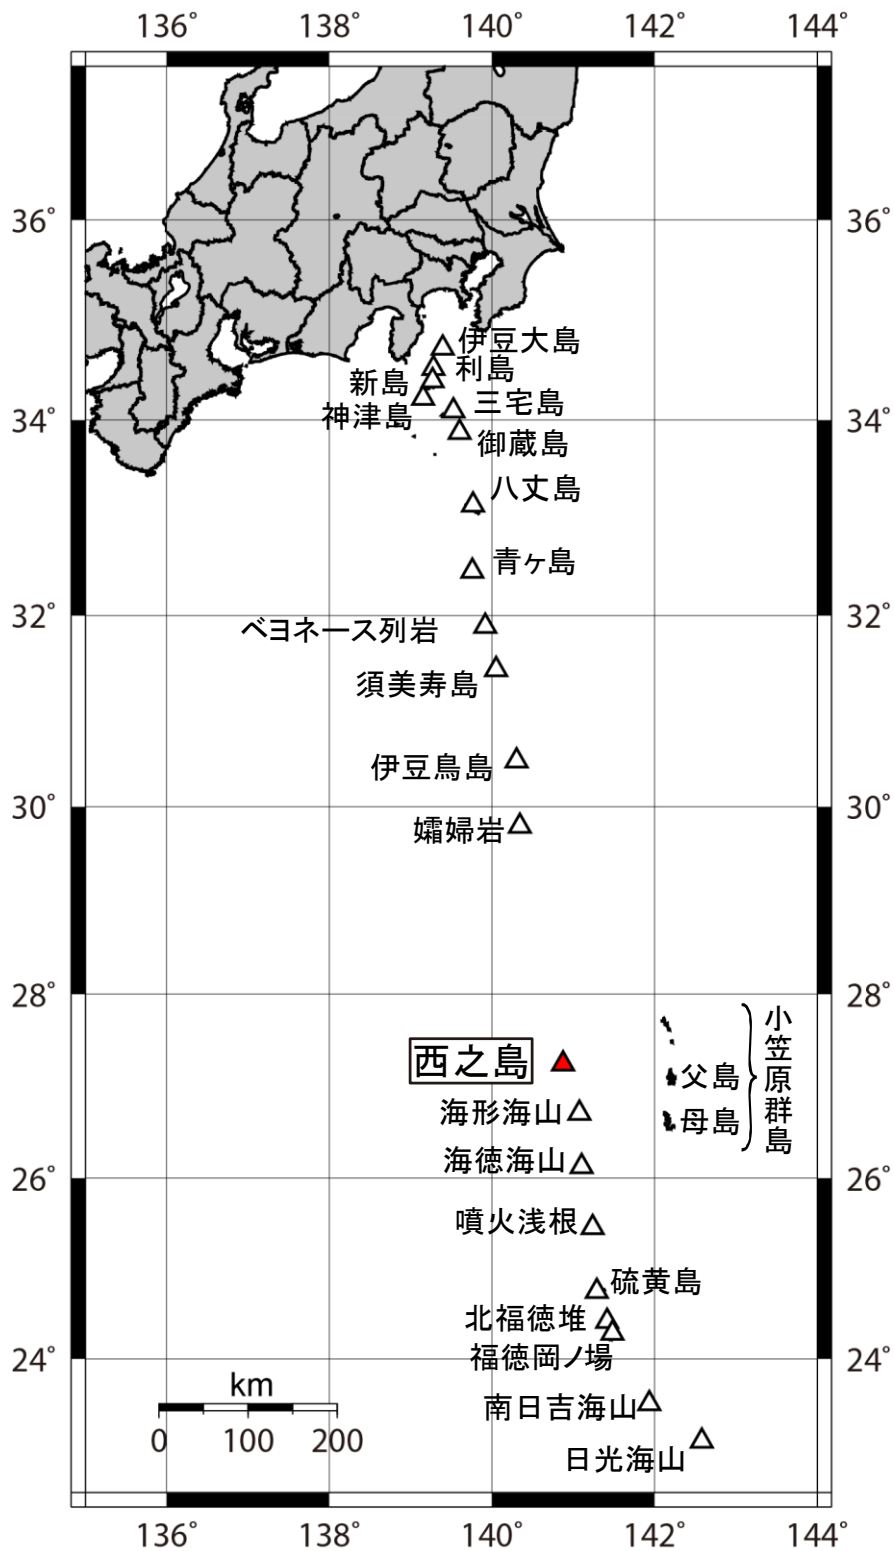 136°
138°
140°
142°
144°
36°
36°
伊豆大島
利島
新島
神津島
三宅島
34°
34°
御蔵島
八丈島
青ヶ島
32°
32°
ベヨネース列岩
須美寿島
伊豆鳥島
30°
30°
孀婦岩
28°
28°
西之島
父島
母島
小笠原群島
海形海山
海徳海山
26°
26°
噴火浅根
硫黄島
北福徳堆
福徳岡ノ場
24°
24°
km
0
100
200
南日吉海山
日光海山
136°
138°
140°
142°
144°